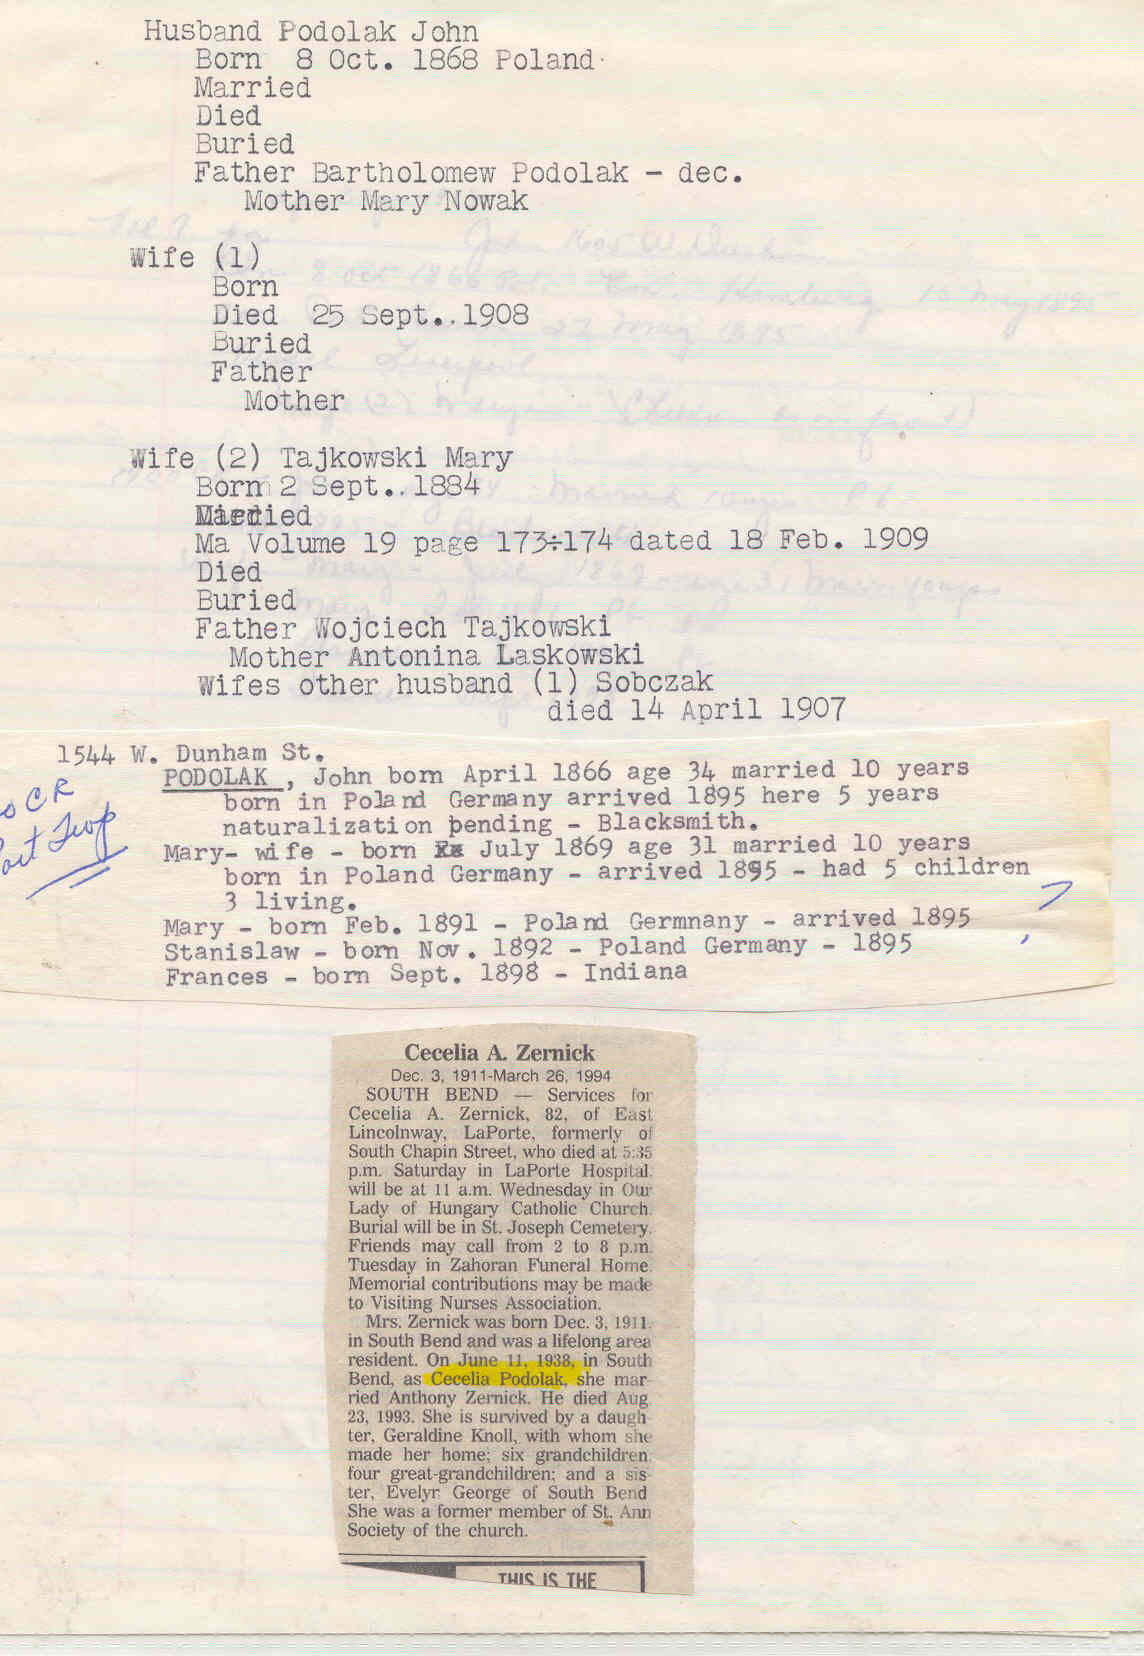 Husband Podolak John
Born 8 Oct. 1868 Poland
Married
Died
Buried
Father Bartholomew Podolak - dec.
Mother Mary Nowak
Wife (1)
Born
Died 25 Sept. 1908
Buried
Father
Mother
Wife (2) Tajkowski Mary
Born 2 Sept. 1884
Married
Ma Volume 19 page 173÷174 dated 18 Feb. 1909
Died
Buried
Father Wojciech Tajkowski
Mother Antonina Laskowski
Wifes other husband (1) Sobczak
died 14 April 1907
1544 W. Dunham St.
PODOLAK , John born April 1866 age 34 married 10 years
born in Poland Germany arrived 1895 here 5 years
naturalization pending - Blacksmith.
Mary- wife - born July 1869 age 31 married 10 years
born in Poland Germany - arrived 1895 - had 5 children
3 living.
Mary - born Feb. 1891 - Poland Germnany - arrived 1895
Stanislaw - born Nov. 1892 - Poland Germany - 1895
Frances - born Sept. 1898 - Indiana
Cecelia A. Zernick
Dec. 3, 1911-March 26, 1994
SOUTH BEND — Services for
Cecelia A. Zernick, 82, of East
Lincolnway, LaPorte, formerly of
South Chapin Street, who died at 5:35
p.m. Saturday in LaPorte Hospital,
will be at 11 a.m. Wednesday in Our
Lady of Hungary Catholic Church.
Burial will be in St. Joseph Cemetery.
Friends may call from 2 to 8 p.m.
Tuesday in Zahoran Funeral Home.
Memorial contributions may be made
to Visiting Nurses Association.
Mrs. Zernick was born Dec. 3, 1911,
in South Bend and was a lifelong area
resident. On June 11, 1938, in South
Bend, as Cecelia Podolak, she mar-
ried Anthony Zernick. He died Aug.
23, 1993. She is survived by a daugh-
ter, Geraldine Knoll, with whom she
made her home; six grandchildren;
four great-grandchildren; and a sis-
ter, Evelyn George of South Bend
She was a former member of St. Ann
Society of the church.
THIS IS THE